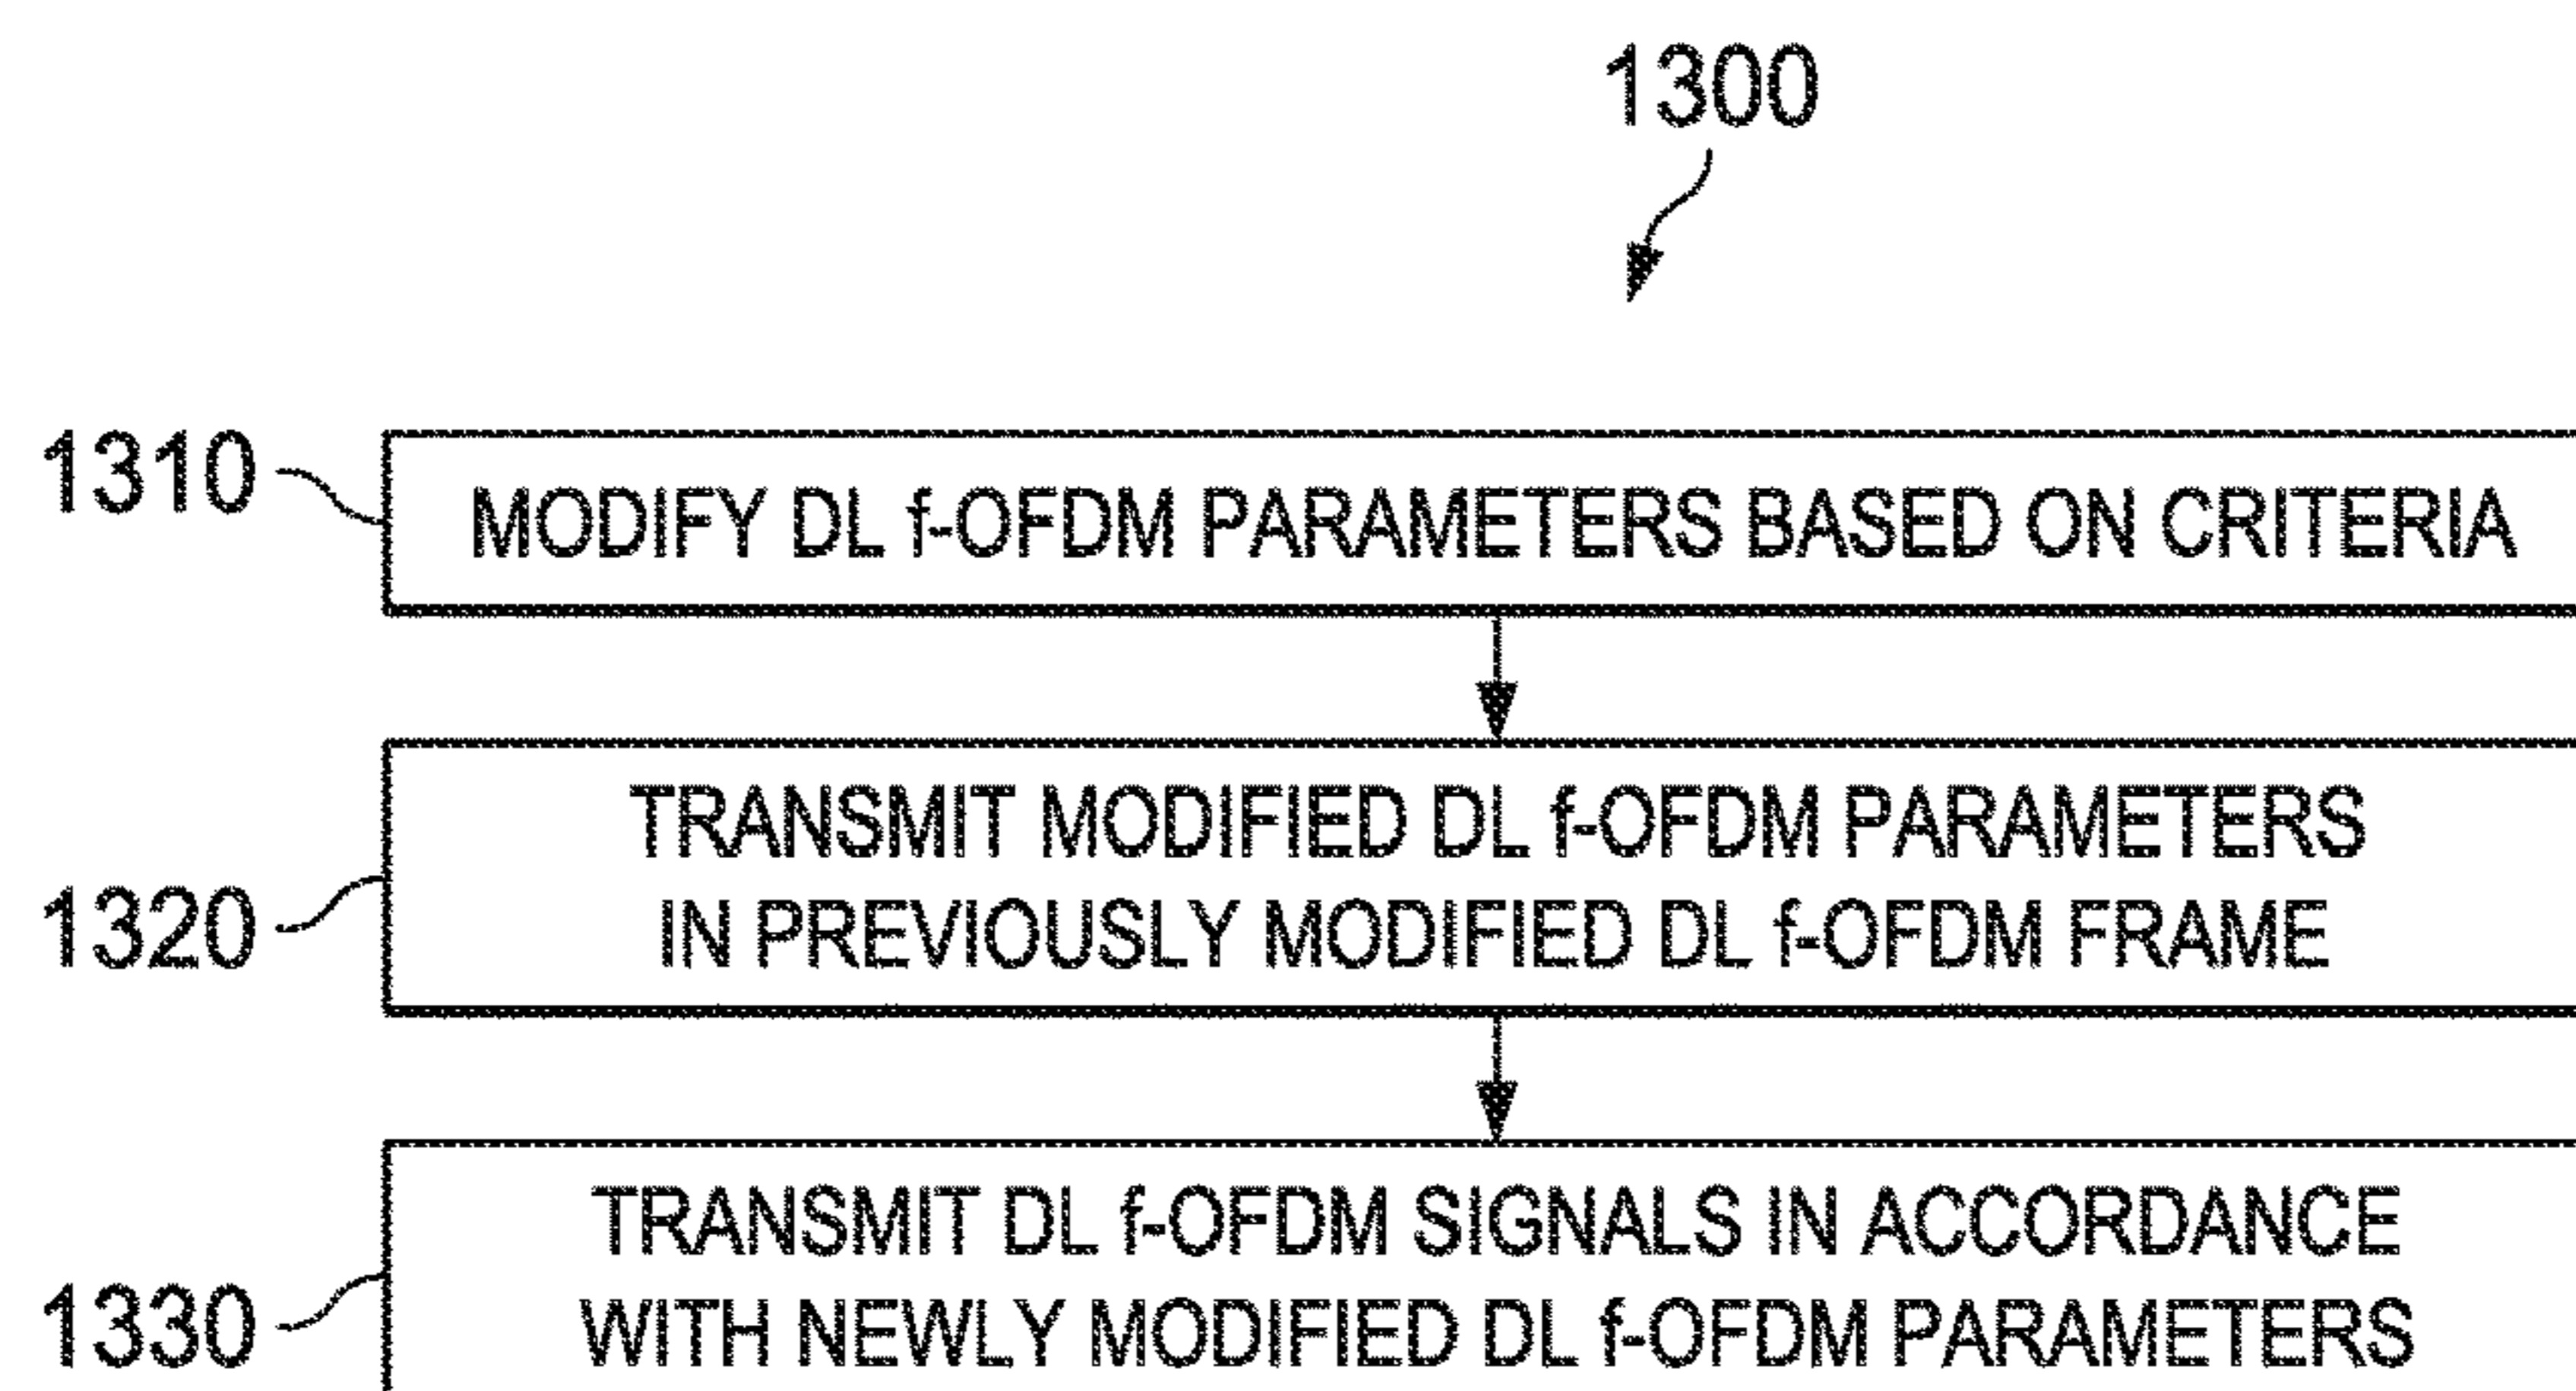 1300
1310
MODIFY DL f-OFDM PARAMETERS BASED ON CRITERIA
TRANSMIT MODIFIED DL f-OFDM PARAMETERS
IN PREVIOUSLY MODIFIED DL f-OFDM FRAME
1320
TRANSMIT DL f-OFDM SIGNALS IN ACCORDANCE
WITH NEWLY MODIFIED DL f-OFDM PARAMETERS
1330